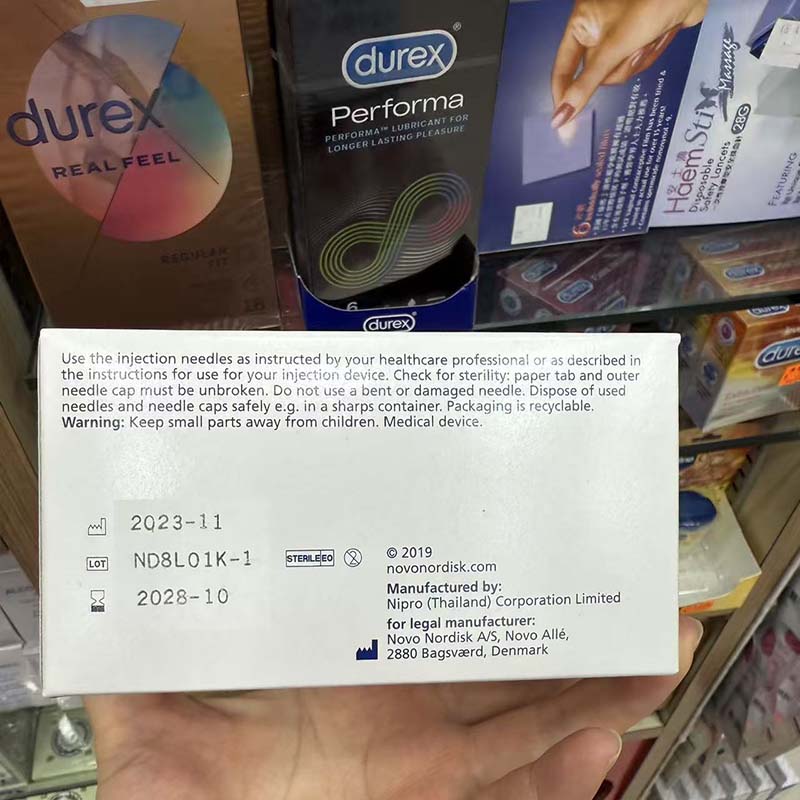 durex
REAL FEEL
REGULAR
FIT
durex®
Performa
PERFORMA™ LUBRICANT FOR
LONGER LASTING PLEASURE
6
durex
HaemStiX
Disposable
Safety Lancets
28G
Massage
FEATURING
durex
Use the injection needles as instructed by your healthcare professional or as described in
the instructions for use for your injection device. Check for sterility: paper tab and outer
needle cap must be unbroken. Do not use a bent or damaged needle. Dispose of used
needles and needle caps safely e.g. in a sharps container. Packaging is recyclable.
Warning: Keep small parts away from children. Medical device.
2023-11
LOT ND8L01K-1
2028-10
STERILE EO
© 2019
novonordisk.com
Manufactured by:
Nipro (Thailand) Corporation Limited
for legal manufacturer:
Novo Nordisk A/S, Novo Allé,
2880 Bagsværd, Denmark